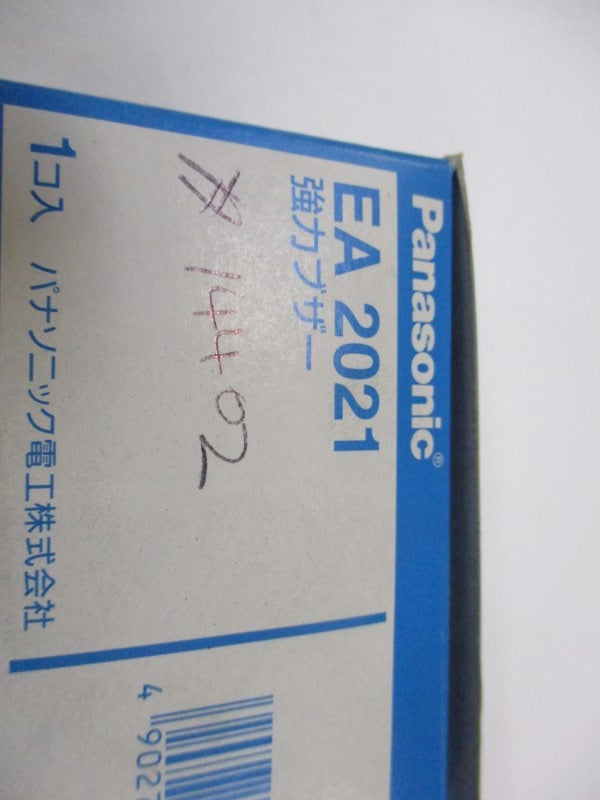 Panasonic®
EA 2021
強力ブザー
# 1440２
1コ入 パナソニック電工株式会社
4 902